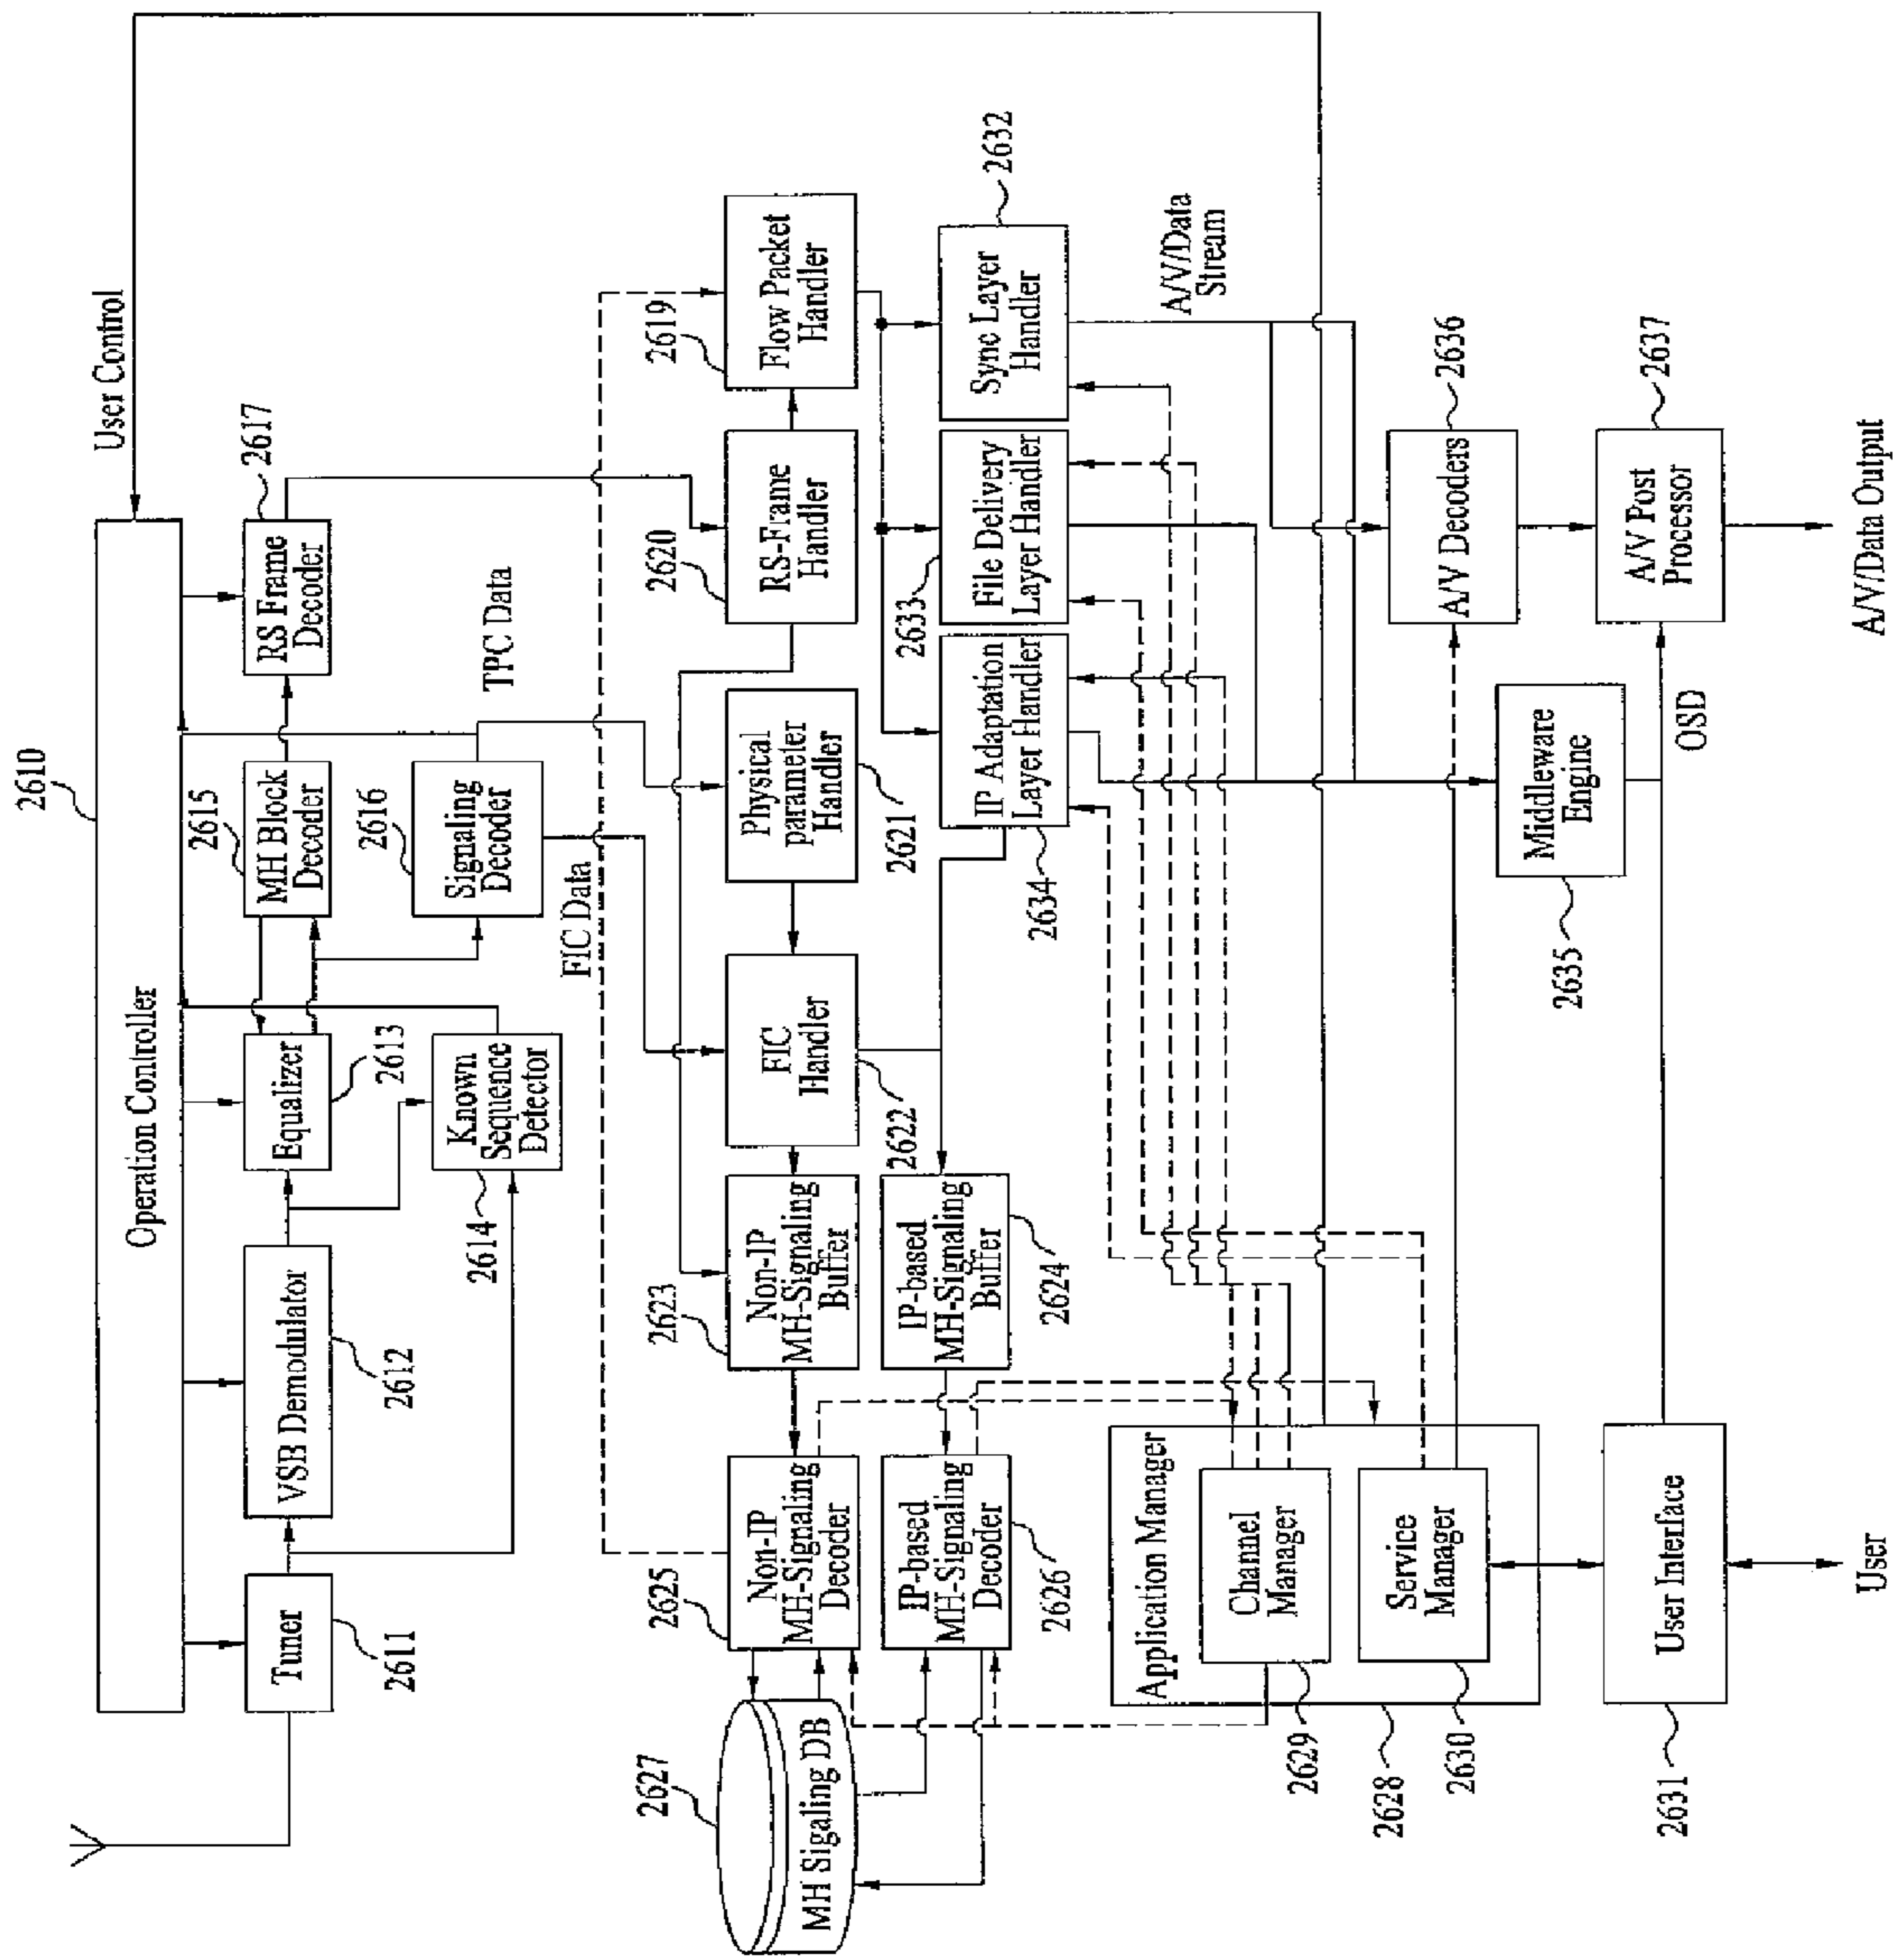 2610
Operation Controller
User Control
Tuner
2611
VSB Demodulator
2612
Equalizer
2613
Known
Sequence
Detector
2614
MH Block
Decoder
2615
Signaling
Decoder
2616
RS Frame
Decoder
2617
TPC Data
FIC Data
MH Sigaling DB
2627
Non-IP
MH-Signaling
Decoder
2625
IP-based
MH-Signaling
Decoder
2626
Non-IP
MH-Signaling
Buffer
2623
IP-based
MH-Signaling
Buffer
2624
FIC
Handler
2622
Physical
parameter
Handler
2621
RS-Frame
Handler
2620
Flow Packet
Handler
2619
IP Adaptation
Layer Handler
2634
File Delivery
Layer Handler
2633
Sync Layer
Handler
2632
A/V/Data
Stream
Application Manager
2628
Channel
Manager
2629
Service
Manager
2630
User Interface
2631
User
Middleware
Engine
2635
OSD
A/V Decoders
2636
A/V Post
Processor
2637
A/V/Data Output